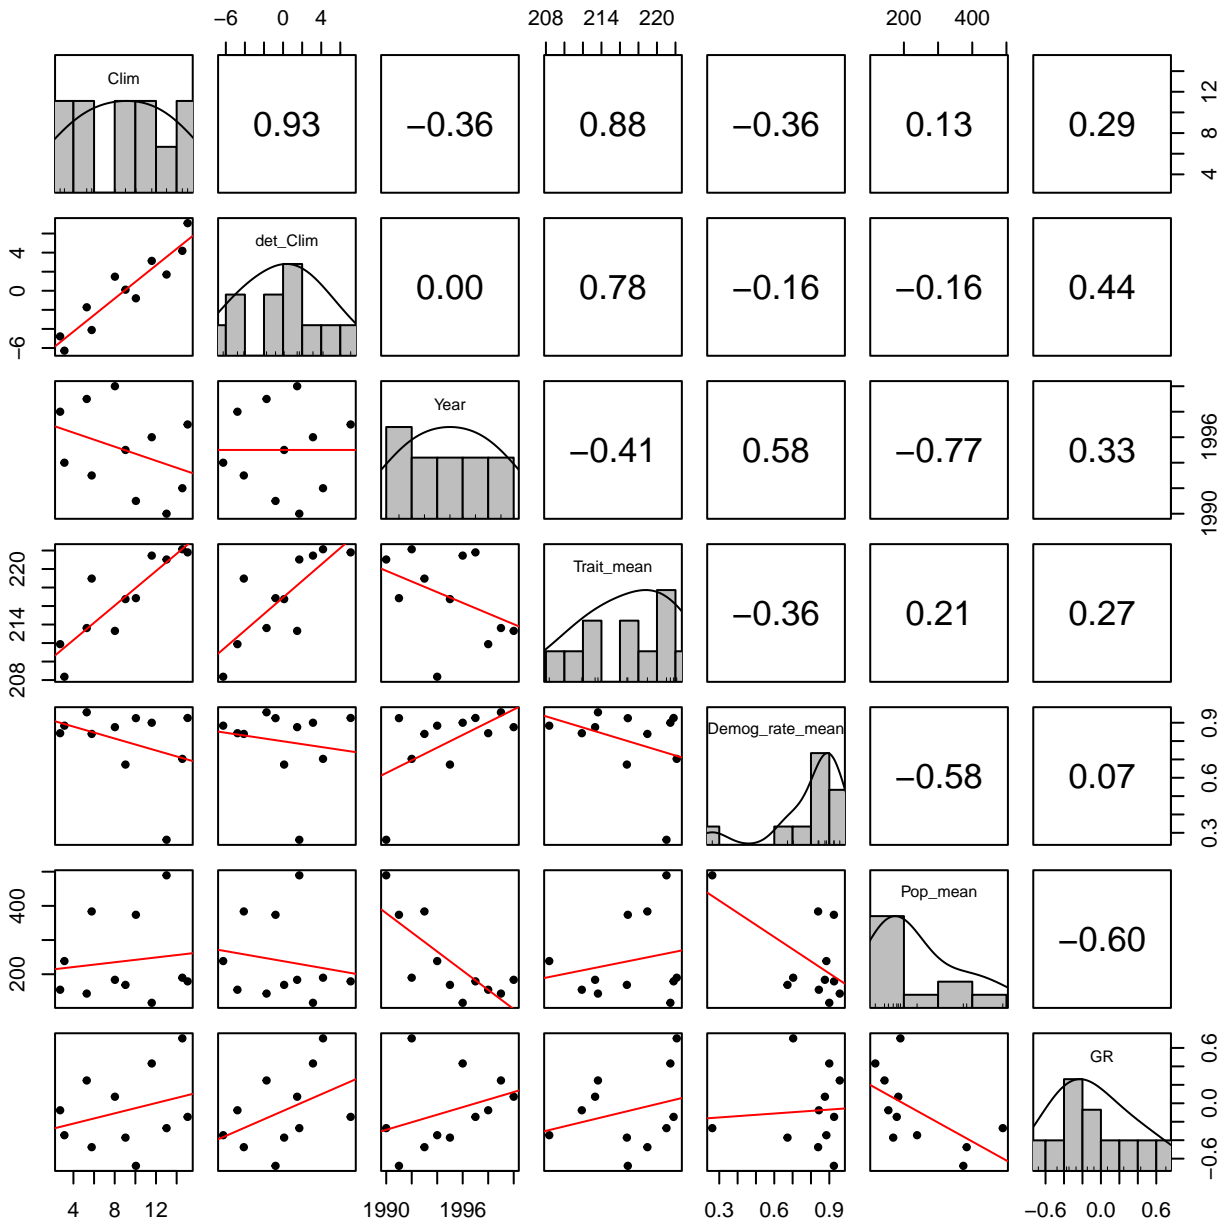 −6 0 4 208 214 220 200 400
Clim 0.93 −0.36 0.88 −0.36 0.13 0.29 4 8 12
−6 0 4 det_Clim 0.00 0.78 −0.16 −0.16 0.44
Year −0.41 0.58 −0.77 0.33 1990 1996
208 214 220 Trait_mean −0.36 0.21 0.27
Demog_rate_mean −0.58 0.07 0.3 0.6 0.9
200 400 Pop_mean −0.60
GR −0.6 0.0 0.6
4 8 12 1990 1996 0.3 0.6 0.9 −0.6 0.0 0.6